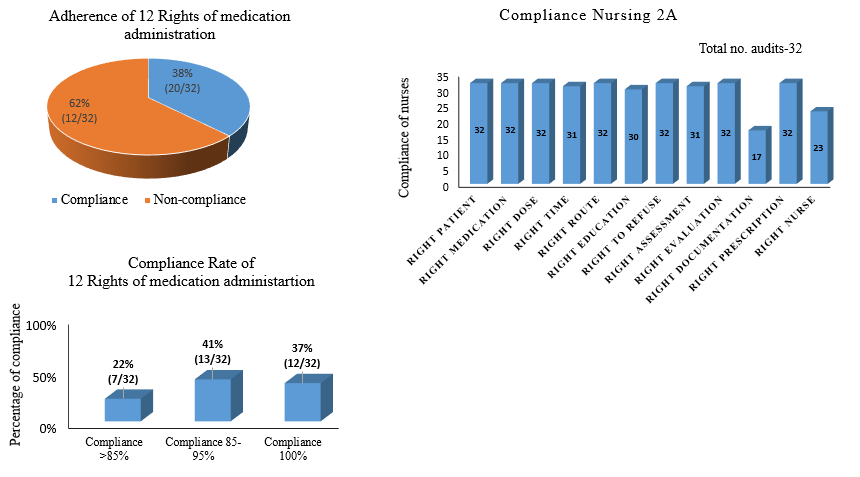 Adherence of 12 Rights of medication
administration
38%
(20/32)
62%
(12/32)
Compliance
Non-compliance
Compliance Nursing 2A
Total no. audits-32
Compliance of nurses
35
30
25
20
15
10
5
0
32
32
32
31
32
30
32
31
32
17
32
23
RIGHT PATIENT
RIGHT MEDICATION
RIGHT DOSE
RIGHT TIME
RIGHT ROUTE
RIGHT EDUCATION
RIGHT TO REFUSE
RIGHT ASSESSMENT
RIGHT EVALUATION
RIGHT DOCUMENTATION
RIGHT PRESCRIPTION
RIGHT NURSE
Compliance Rate of
12 Rights of medication administartion
Percentage of compliance
100%
50%
0%
22%
(7/32)
41%
(13/32)
37%
(12/32)
Compliance
>85%
Compliance 85-
95%
Compliance
100%